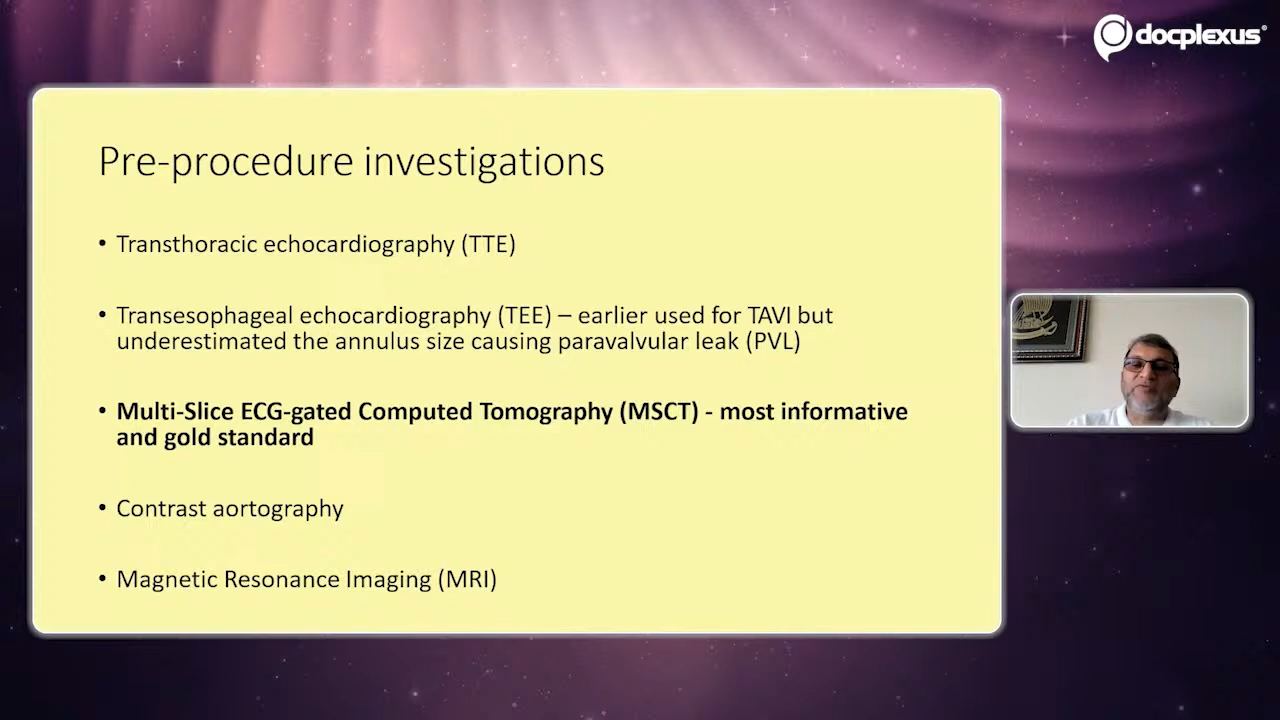 docplexus®
Pre-procedure investigations
• Transthoracic echocardiography (TTE)
• Transesophageal echocardiography (TEE) – earlier used for TAVI but
underestimated the annulus size causing paravalvular leak (PVL)
• Multi-Slice ECG-gated Computed Tomography (MSCT) - most informative
and gold standard
• Contrast aortography
• Magnetic Resonance Imaging (MRI)